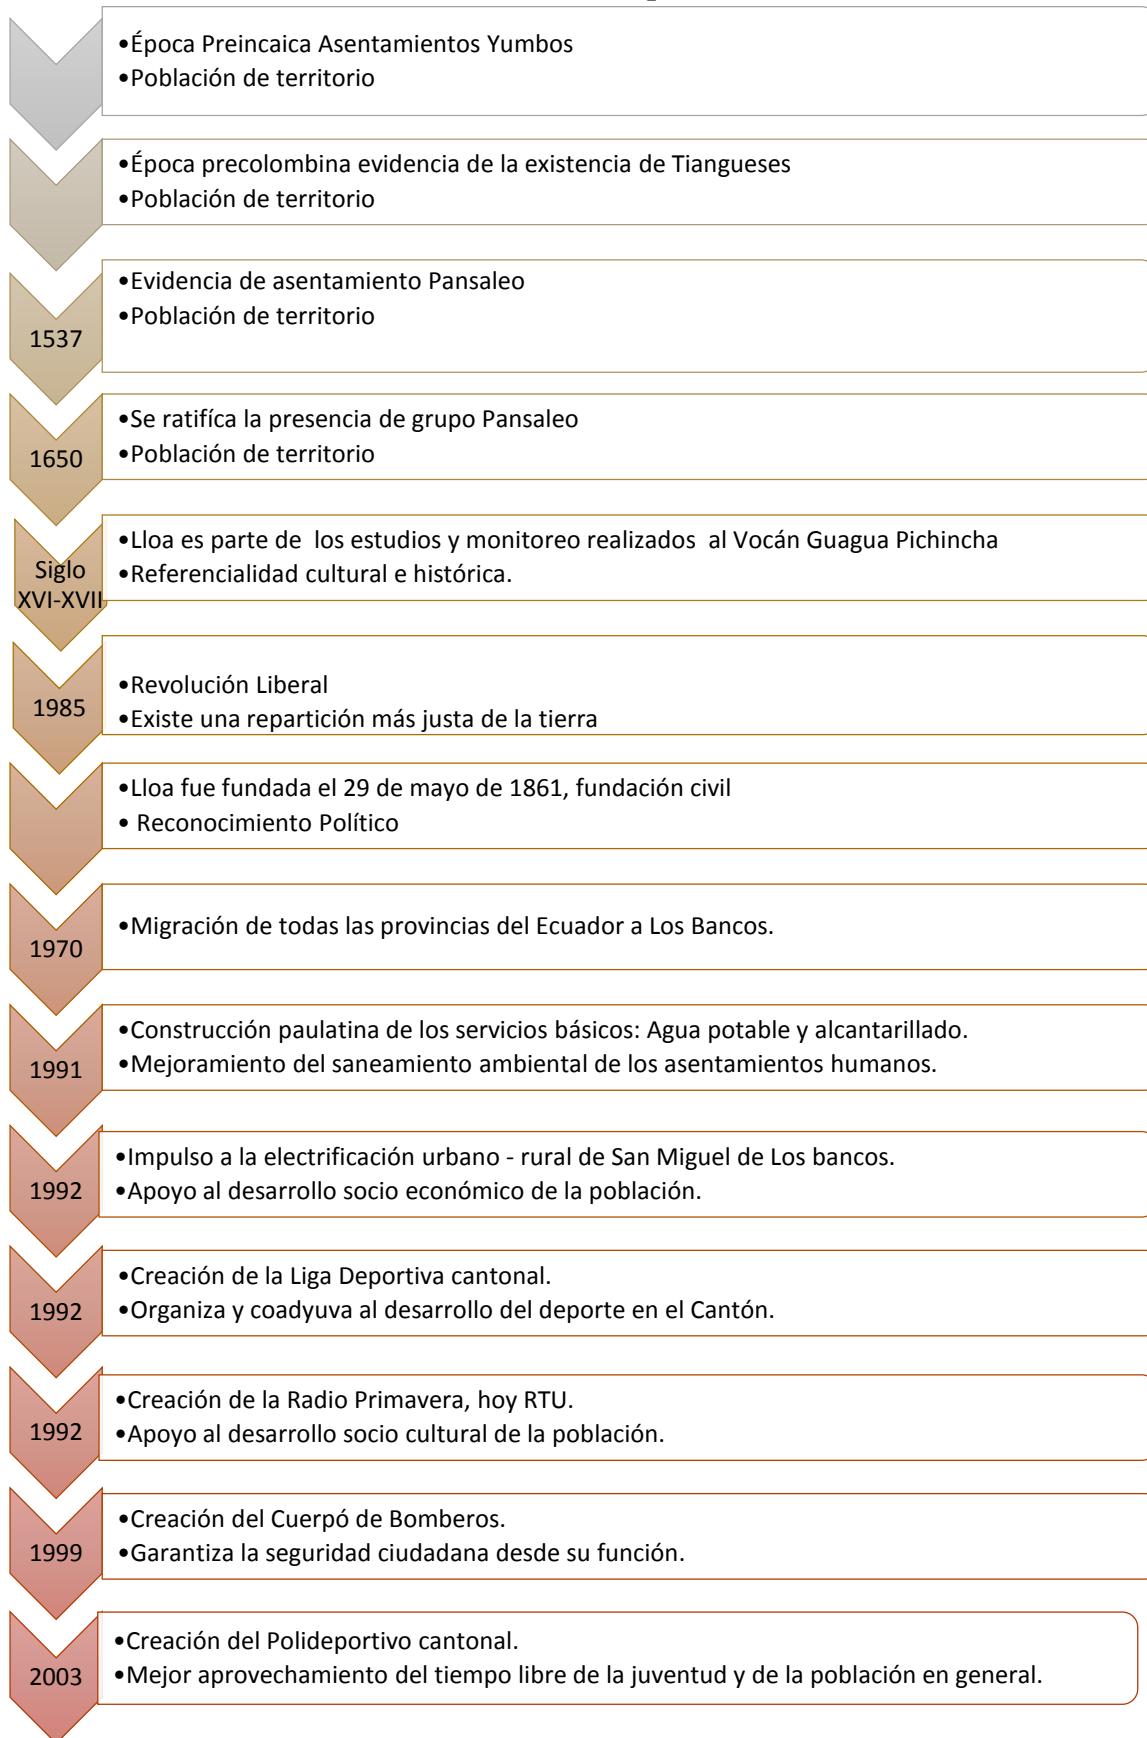 •Época Preincaica Asentamientos Yumbos
•Población de territorio
•Época precolombina evidencia de la existencia de Tiangueses
•Población de territorio
1537
•Evidencia de asentamiento Pansaleo
•Población de territorio
1650
•Se ratifíca la presencia de grupo Pansaleo
•Población de territorio
Siglo
XVI-XVII
•Lloa es parte de los estudios y monitoreo realizados al Vocán Guagua Pichincha
•Referencialidad cultural e histórica.
1985
•Revolución Liberal
•Existe una repartición más justa de la tierra
•Lloa fue fundada el 29 de mayo de 1861, fundación civil
• Reconocimiento Político
1970
•Migración de todas las provincias del Ecuador a Los Bancos.
1991
•Construcción paulatina de los servicios básicos: Agua potable y alcantarillado.
•Mejoramiento del saneamiento ambiental de los asentamientos humanos.
1992
•Impulso a la electrificación urbano - rural de San Miguel de Los bancos.
•Apoyo al desarrollo socio económico de la población.
1992
•Creación de la Liga Deportiva cantonal.
•Organiza y coadyuva al desarrollo del deporte en el Cantón.
1992
•Creación de la Radio Primavera, hoy RTU.
•Apoyo al desarrollo socio cultural de la población.
1999
•Creación del Cuerpó de Bomberos.
•Garantiza la seguridad ciudadana desde su función.
2003
•Creación del Polideportivo cantonal.
•Mejor aprovechamiento del tiempo libre de la juventud y de la población en general.